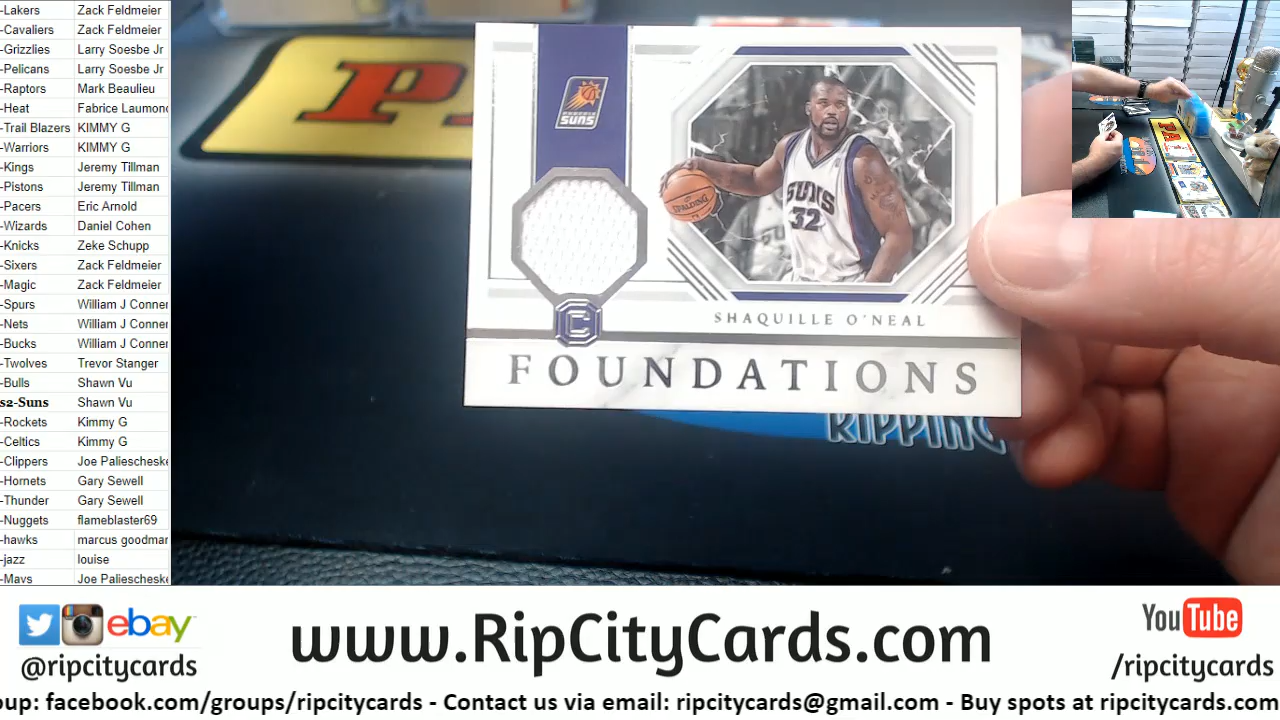 -Lakers Zack Feldmeier
-Cavaliers Zack Feldmeier
-Grizzlies Larry Soesbe Jr
-Pelicans Larry Soesbe Jr
-Raptors Mark Beaulieu
-Heat Fabrice Laumond
-Trail Blazers KIMMY G
-Warriors KIMMY G
-Kings Jeremy Tillman
-Pistons Jeremy Tillman
-Pacers Eric Arnold
-Wizards Daniel Cohen
-Knicks Zeke Schupp
-Sixers Zack Feldmeier
-Magic Zack Feldmeier
-Spurs William J Conner
-Nets William J Conner
-Bucks William J Conner
-Twolves Trevor Stanger
-Bulls Shawn Vu
s2-Suns Shawn Vu
-Rockets Kimmy G
-Celtics Kimmy G
-Clippers Joe Paliescheske
-Hornets Gary Sewell
-Thunder Gary Sewell
-Nuggets flameblaster69
-hawks marcus goodman
-jazz louise
-Mavs Joe Paliescheske
PA
PHOENIX
SUNS
SUNS
32
SPALDING
C
SHAQUILLE O'NEAL
FOUNDATIONS
RIPPING
ebay
@ripcitycards
www.RipCityCards.com
YouTube
/ripcitycards
oup: facebook.com/groups/ripcitycards - Contact us via email: ripcitycards@gmail.com - Buy spots at ripcitycards.com